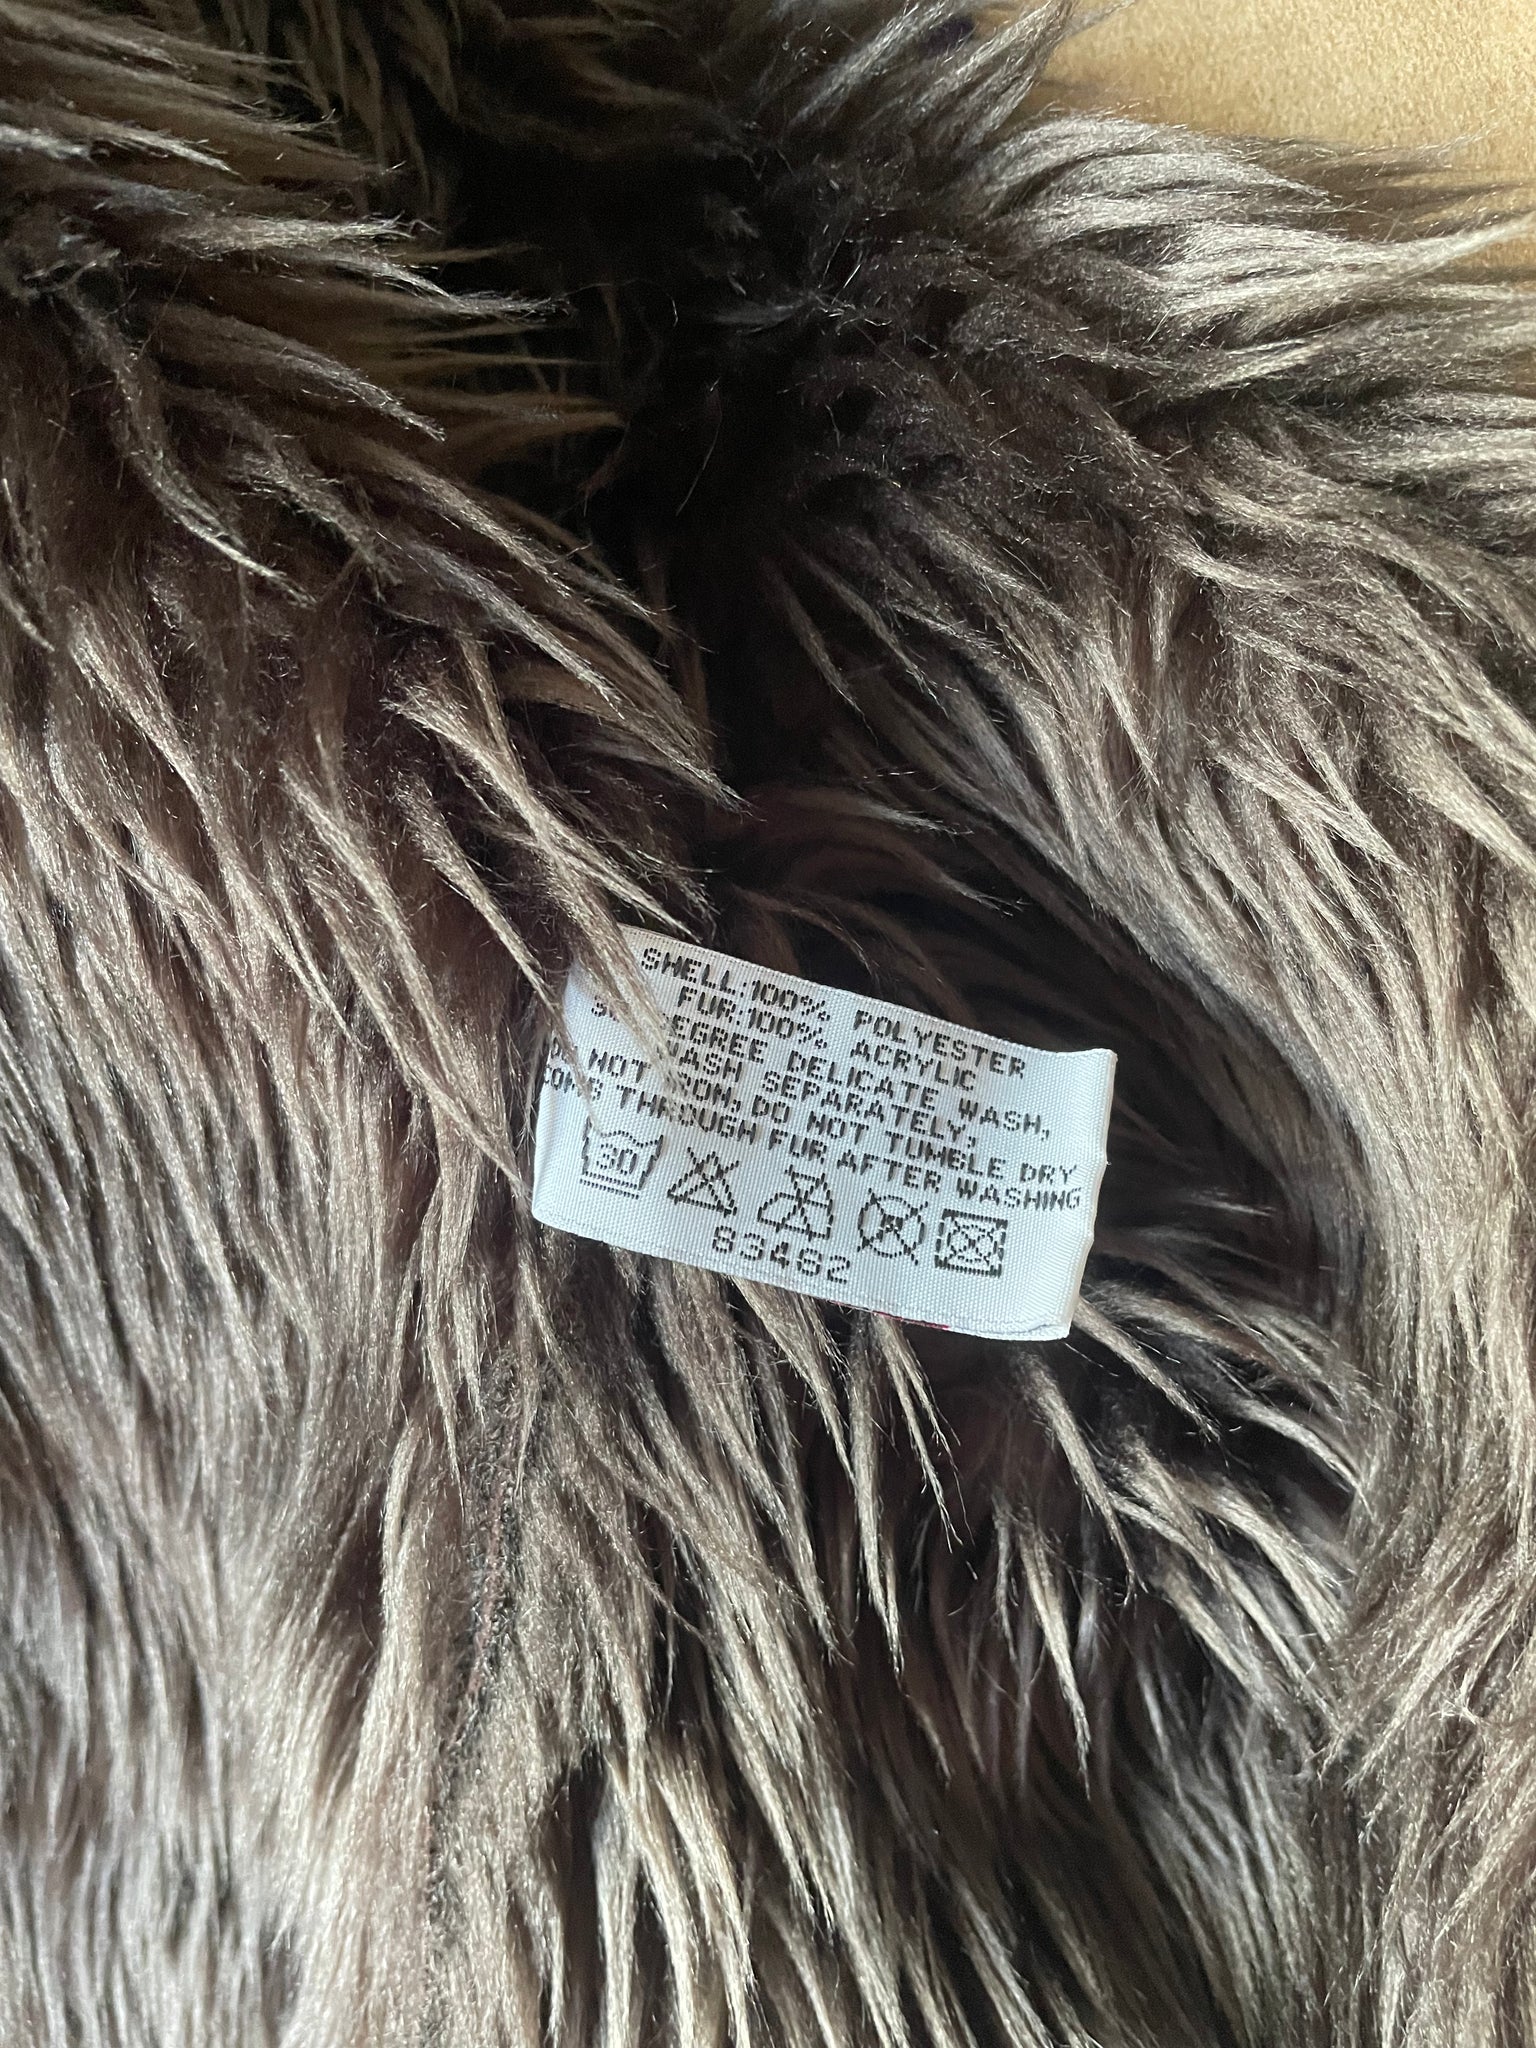 SHELL:100% POLYESTER
FUR:100% ACRYLIC
DELICATE WASH,
WASH SEPARATELY,
NOT IRON, DO NOT TUMBLE DRY
THROUGH FUR AFTER WASHING
30
83462